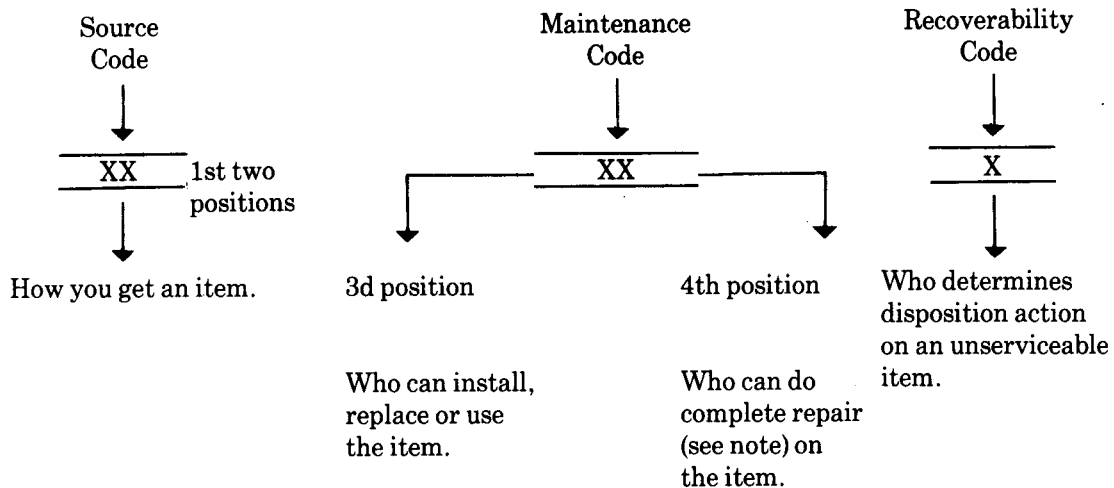 Source
Code
Maintenance
Code
Recoverability
Code
XX
1st two
positions
XX
X
How you get an item.
3d position
4th position
Who determines
disposition action
on an unserviceable
item.
Who can install,
replace or use
the item.
Who can do
complete repair
(see note) on
the item.